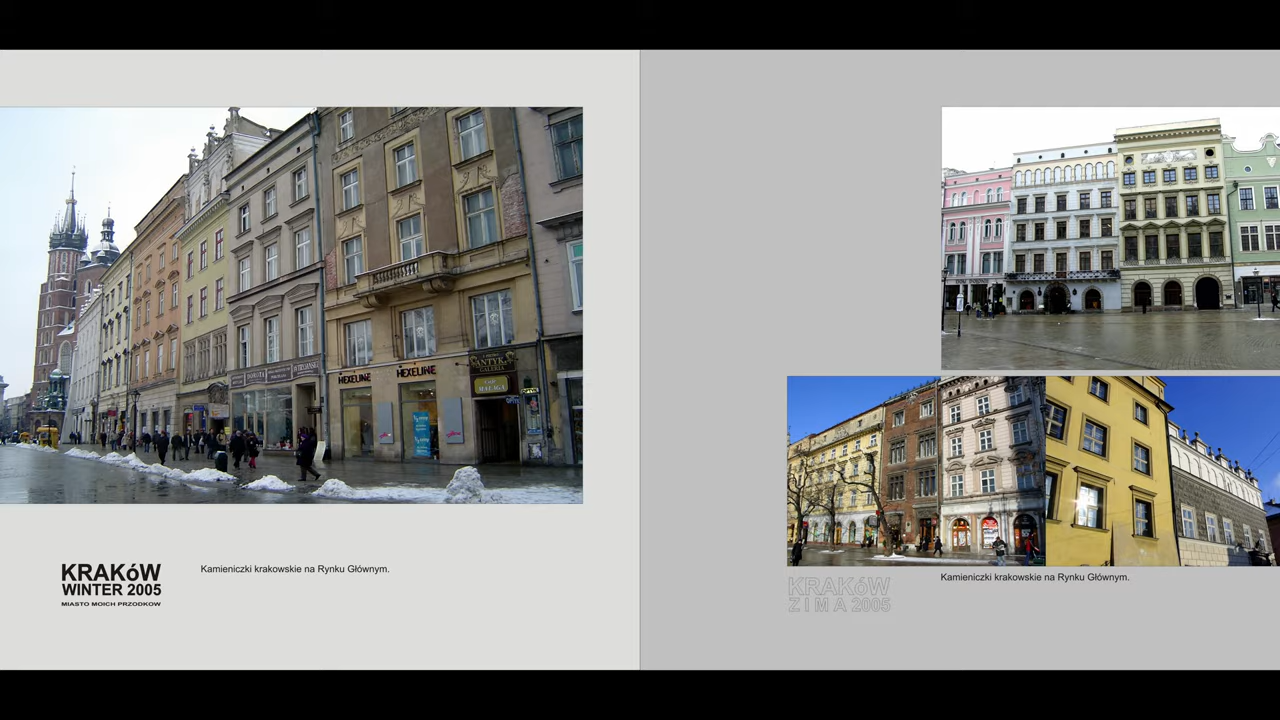 HEXELINE
HEXELINE
ANTYK
GALERIA
KRAKóW
WINTER 2005
MIASTO MOICH PRZODKÓW
Kamieniczki krakowskie na Rynku Głównym.
Kamieniczki krakowskie na Rynku Głównym.
KRAKóW
ZIMA 2005